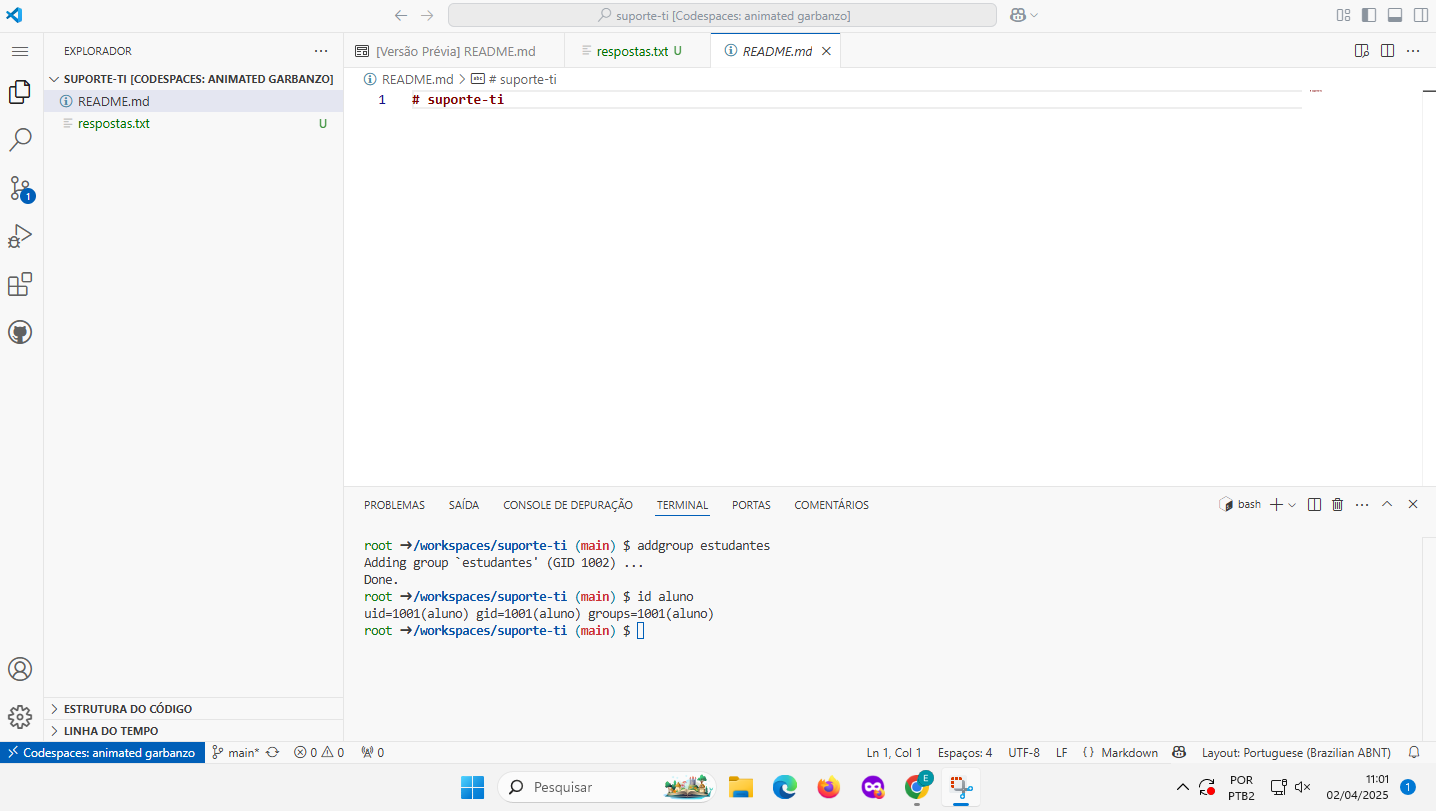 suporte-ti [Codespaces: animated garbanzo]
EXPLORADOR
SUPORTE-TI [CODESPACES: ANIMATED GARBANZO]
README.md
respostas.txt U
1
[Versão Prévia] README.md
respostas.txt U
README.md
README.md > # suporte-ti
1 # suporte-ti
PROBLEMAS SAÍDA CONSOLE DE DEPURAÇÃO TERMINAL PORTAS COMENTÁRIOS
bash
root ➜/workspaces/suporte-ti (main) $ addgroup estudantes
Adding group `estudantes' (GID 1002) ...
Done.
root ➜/workspaces/suporte-ti (main) $ id aluno
uid=1001(aluno) gid=1001(aluno) groups=1001(aluno)
root ➜/workspaces/suporte-ti (main) $
ESTRUTURA DO CÓDIGO
LINHA DO TEMPO
Codespaces: animated garbanzo main* 0 0 0 Ln 1, Col 1 Espaços: 4 UTF-8 LF {} Markdown Layout: Portuguese (Brazilian ABNT)
Pesquisar
E
POR
PTB2
11:01
02/04/2025
1